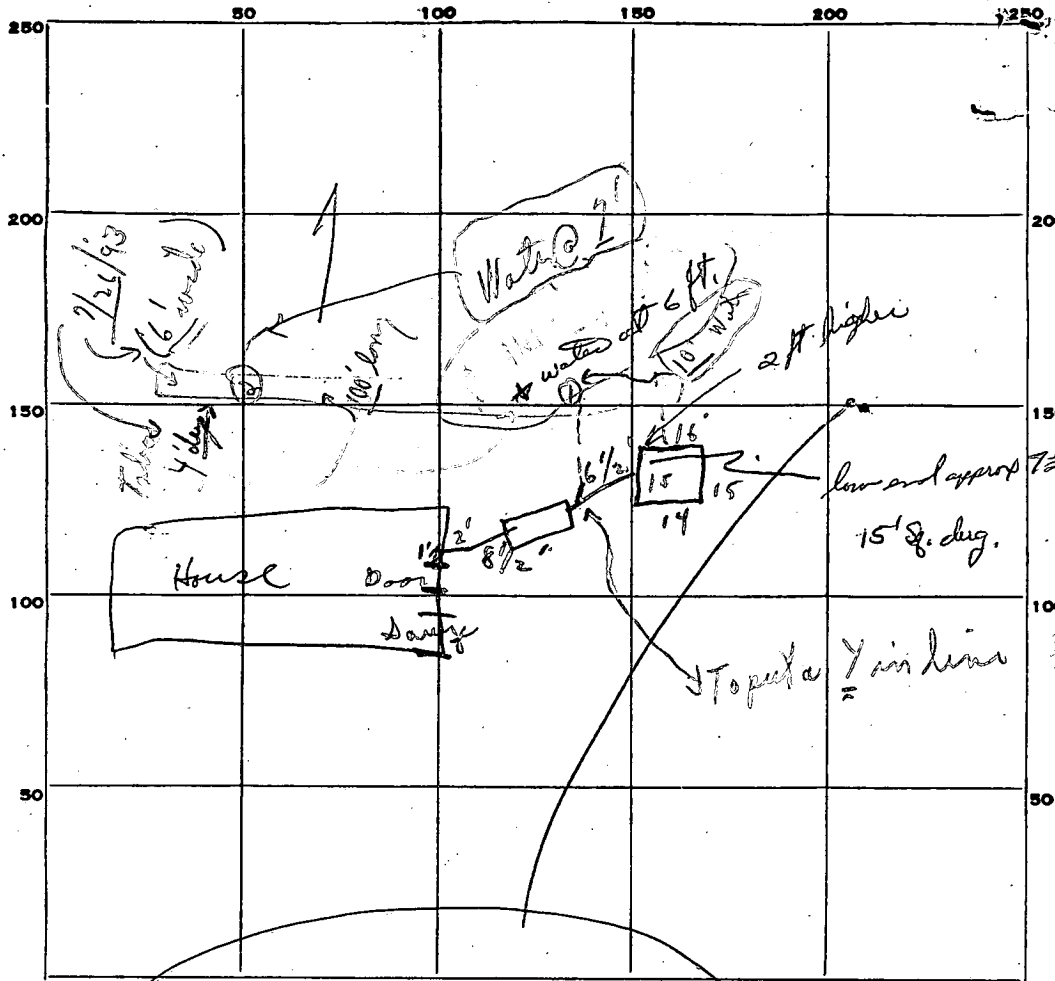 50 100 150 200 250
250
200
Water @ 7'
7/26/93
6' wide
100' long
4' deep
* water at 6 ft.
10' Wet
2 ft. higher
150 150
16'
6'1/2
15 15'
14
low end approx
15' Sq. dug.
1' 2'
8'1/2"
House Door
100 100
To put a Y in line
50 50